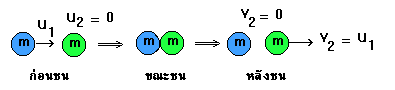 u₁ u₂ = 0 v₂ = 0
m m m m m m v₂ = u₁
ก่อนชน ขณะชน หลังชน